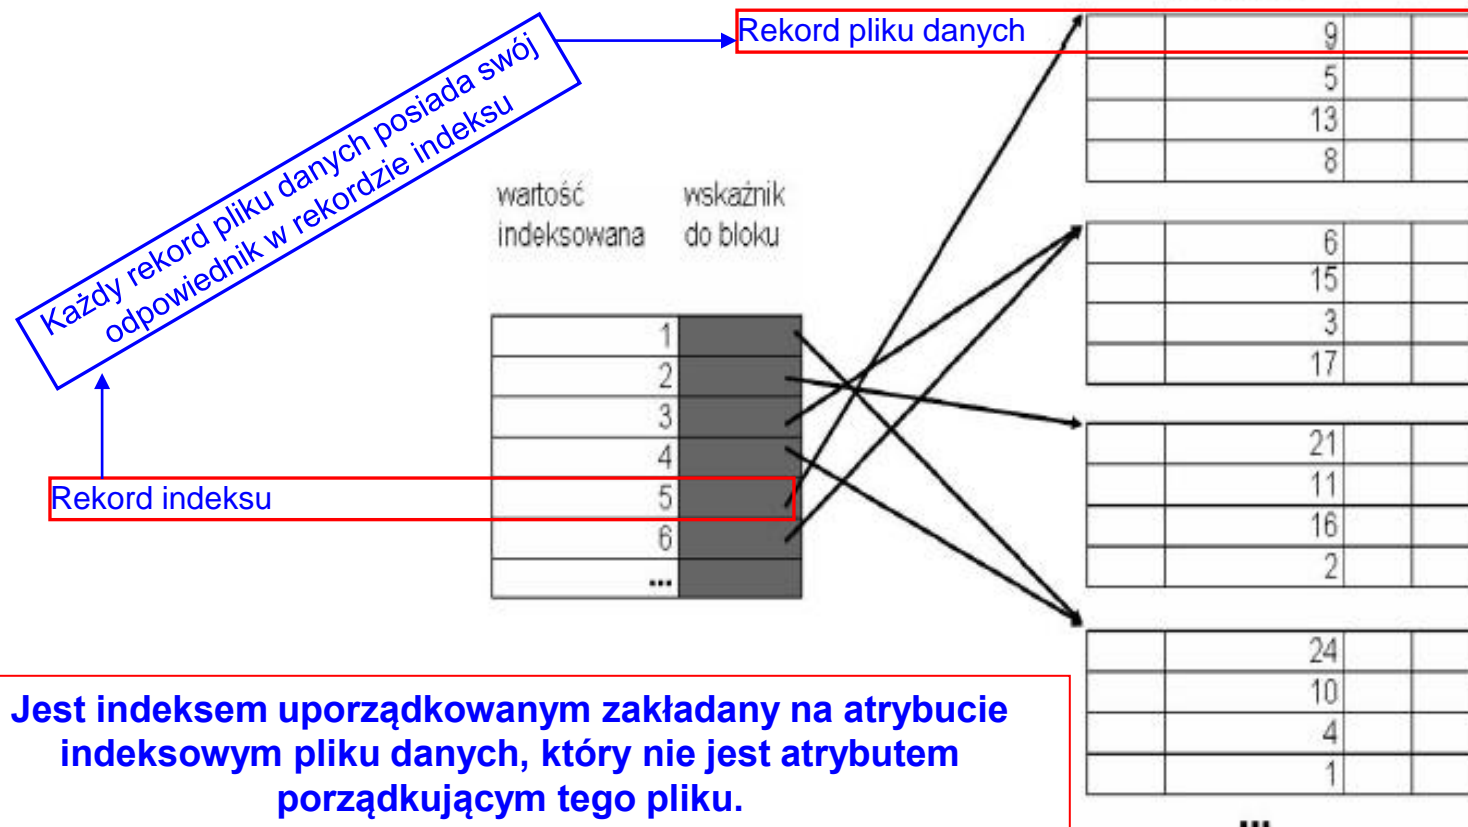 Rekord pliku danych
Każdy rekord pliku danych posiada swój
odpowiednik w rekordzie indeksu
wartość
indeksowana
wskaźnik
do bloku
1
2
3
4
5
6
...
Rekord indeksu
9
5
13
8
6
15
3
17
21
11
16
2
24
10
4
1
...
Jest indeksem uporządkowanym zakładany na atrybucie
indeksowym pliku danych, który nie jest atrybutem
porządkującym tego pliku.